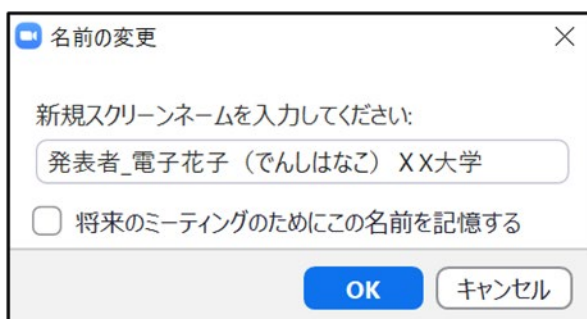 名前の変更
新規スクリーンネームを入力してください:
発表者_電子花子（でんしはなこ）ＸＸ大学
将来のミーティングのためにこの名前を記憶する
OK キャンセル